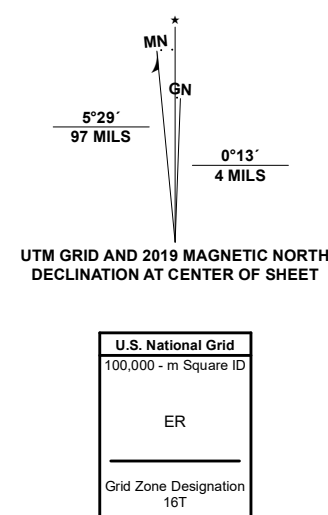 ★
MN
GN
5°29´
97 MILS
0°13´
4 MILS
UTM GRID AND 2019 MAGNETIC NORTH
DECLINATION AT CENTER OF SHEET
U.S. National Grid
100,000 - m Square ID
ER
Grid Zone Designation
16T